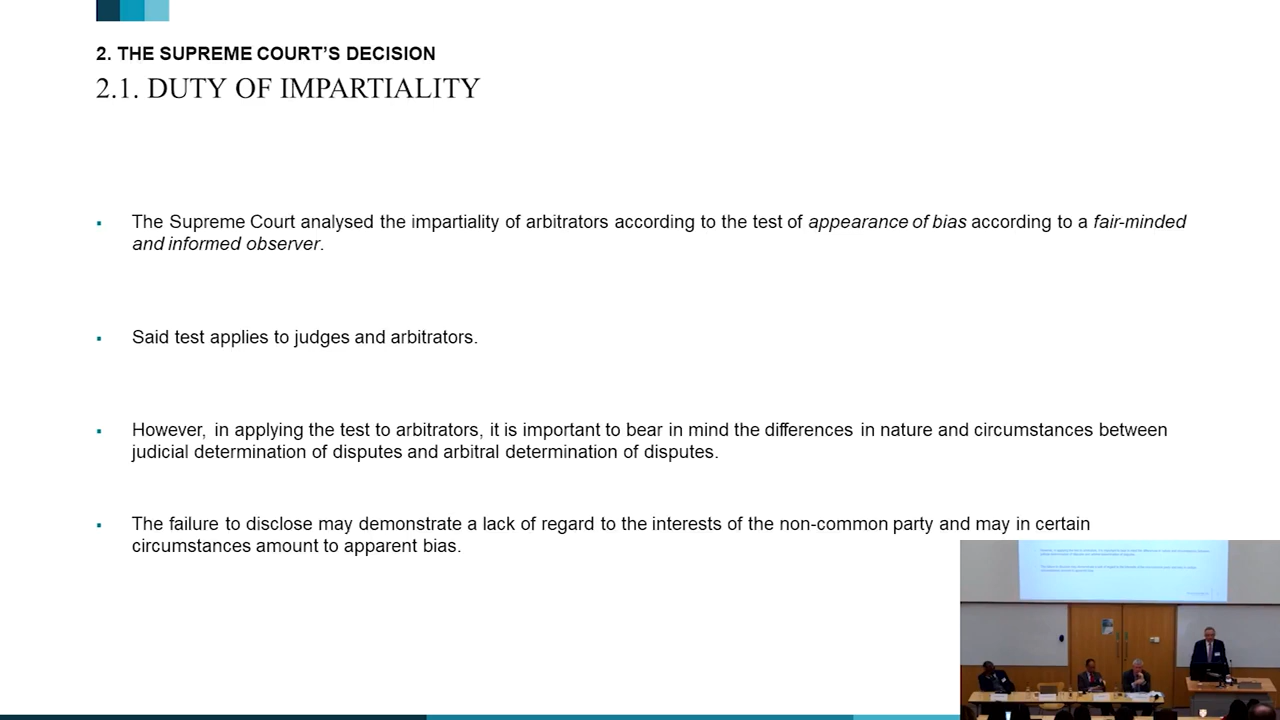 2. THE SUPREME COURT’S DECISION
2.1. DUTY OF IMPARTIALITY
The Supreme Court analysed the impartiality of arbitrators according to the test of appearance of bias according to a fair-minded
and informed observer.
Said test applies to judges and arbitrators.
However, in applying the test to arbitrators, it is important to bear in mind the differences in nature and circumstances between
judicial determination of disputes and arbitral determination of disputes.
The failure to disclose may demonstrate a lack of regard to the interests of the non-common party and may in certain
circumstances amount to apparent bias.